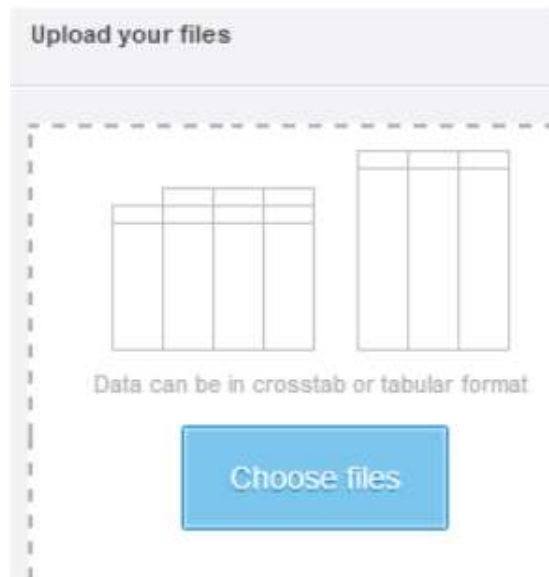 Upload your files
Data can be in crosstab or tabular format
Choose files